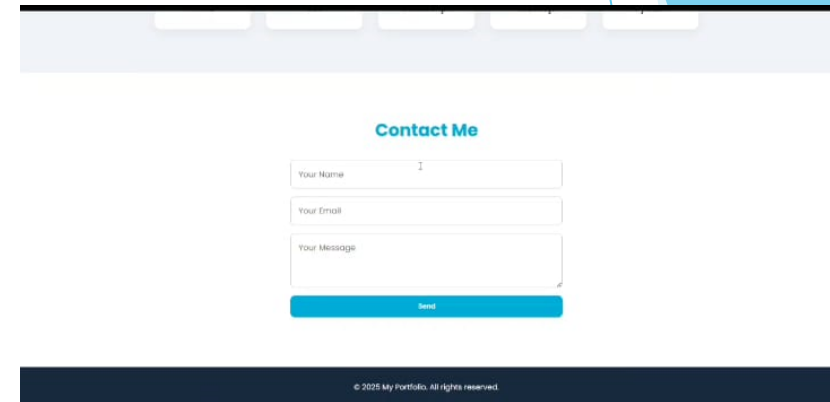 Contact Me
Your Name
Your Email
Your Message
Send
© 2025 My Portfolio. All rights reserved.